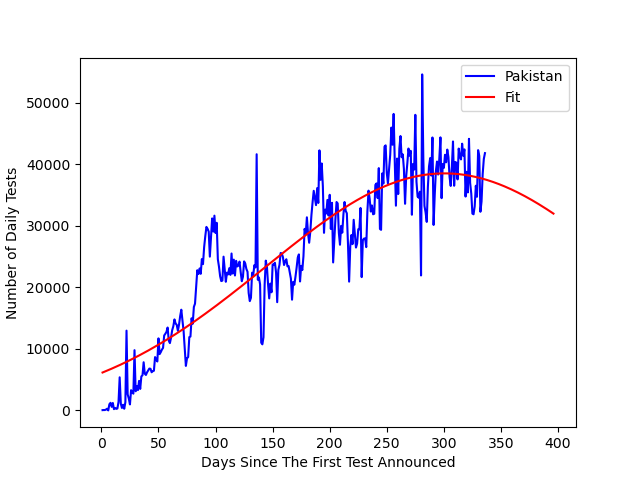 Pakistan
Fit
50000
40000
30000
20000
10000
0
Number of Daily Tests
0 50 100 150 200 250 300 350 400
Days Since The First Test Announced